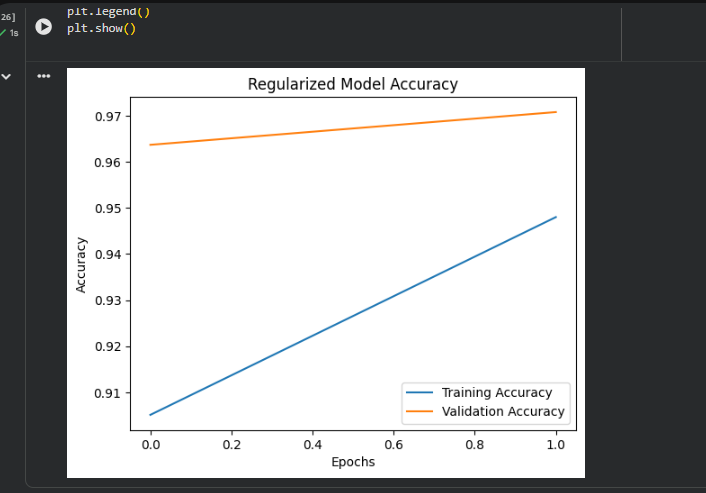 plt.legend()
26]
1s
plt.show()
Regularized Model Accuracy
0.97
0.96
0.95
0.94
0.93
0.92
0.91
Accuracy
Training Accuracy
Validation Accuracy
0.0 0.2 0.4 0.6 0.8 1.0
Epochs